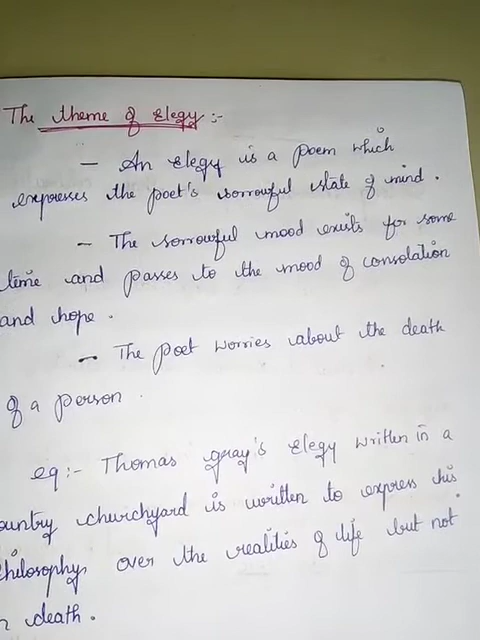 The theme of Elegy :-
- An Elegy is a poem which
expresses the poet's sorrowful state of mind.
- The sorrowful mood exists for some
time and passes to the mood of consolation
and hope.
- The poet worries about the death
of a person.
eg :- Thomas gray's Elegy written in a
ountry churchyard is written to express his
philosophy over the realities of life but not
n death.